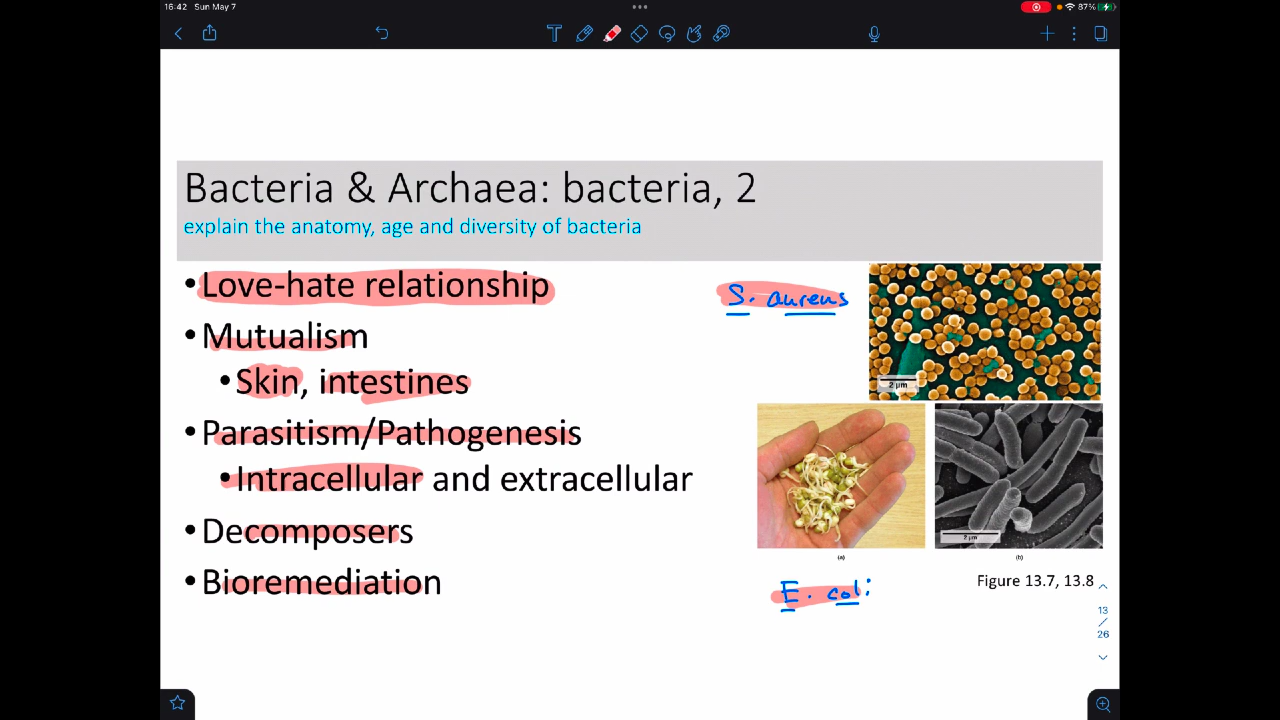 16:42 Sun May 7
87%
Bacteria & Archaea: bacteria, 2
explain the anatomy, age and diversity of bacteria
•Love-hate relationship
•Mutualism
•Skin, intestines
•Parasitism/Pathogenesis
•Intracellular and extracellular
•Decomposers
•Bioremediation
S. aureus
2 μm
2 μm
(a)
(b)
E. coli
Figure 13.7, 13.8
13
/
26